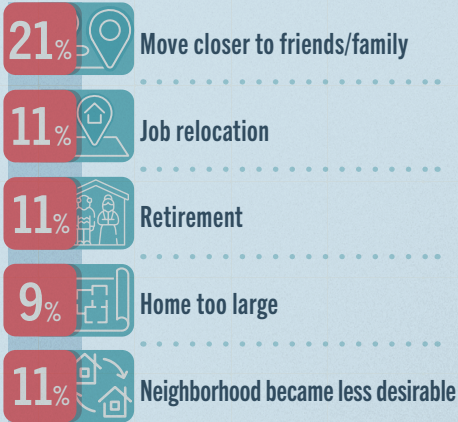 21% Move closer to friends/family
11% Job relocation
11% Retirement
9% Home too large
11% Neighborhood became less desirable